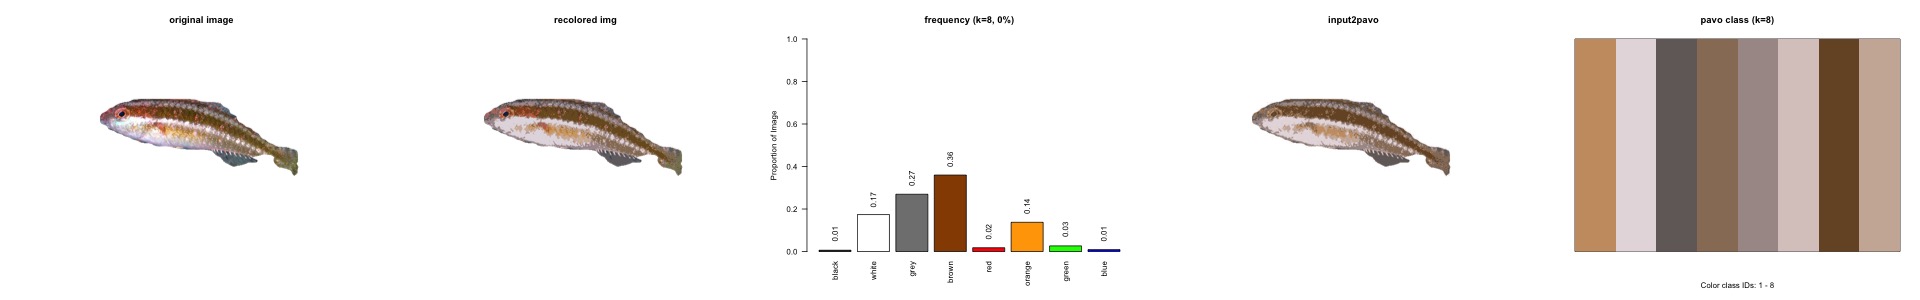 original image
recolored img
frequency (k=8, 0%)
input2pavo
pavo class (k=8)
Proportion of Image
1.0
0.8
0.6
0.4
0.2
0.0
0.01
0.17
0.27
0.36
0.02
0.14
0.03
0.01
black
white
grey
brown
red
orange
green
blue
Color class IDs: 1 - 8